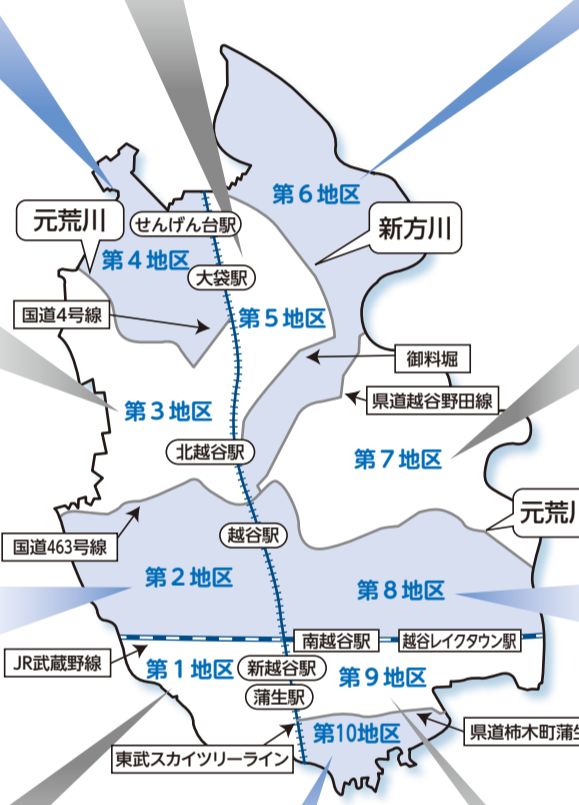 第6地区
元荒川
せんげん台駅
新方川
第4地区
大袋駅
国道4号線
第5地区
御料堀
県道越谷野田線
第3地区
北越谷駅
第7地区
元荒川
越谷駅
国道463号線
第2地区
第8地区
南越谷駅
越谷レイクタウン駅
JR武蔵野線
第1地区
新越谷駅
第9地区
蒲生駅
第10地区
県道柿木町蒲生
東武スカイツリーライン